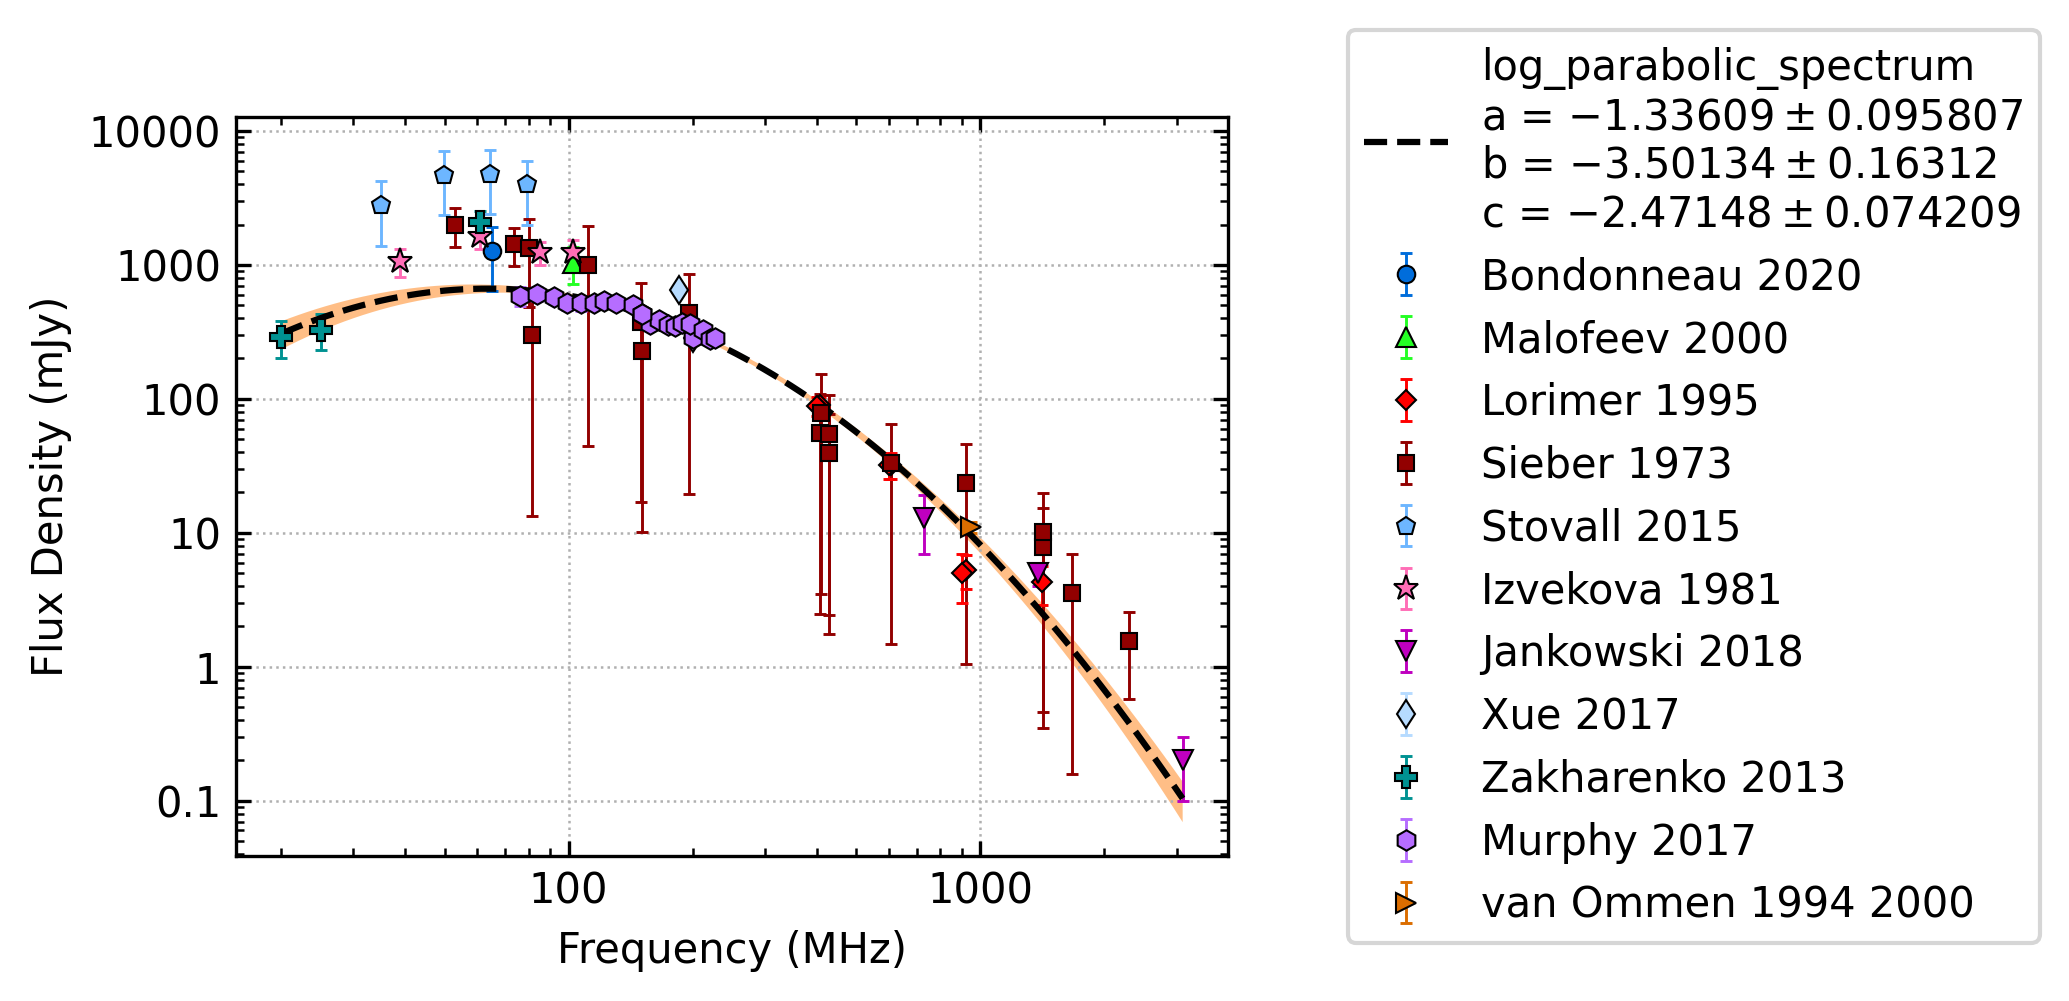 10000
1000
100
10
1
0.1
Flux Density (mJy)
100
1000
Frequency (MHz)
log_parabolic_spectrum
a = −1.33609 ± 0.095807
b = −3.50134 ± 0.16312
c = −2.47148 ± 0.074209
Bondonneau 2020
Malofeev 2000
Lorimer 1995
Sieber 1973
Stovall 2015
Izvekova 1981
Jankowski 2018
Xue 2017
Zakharenko 2013
Murphy 2017
van Ommen 1994 2000